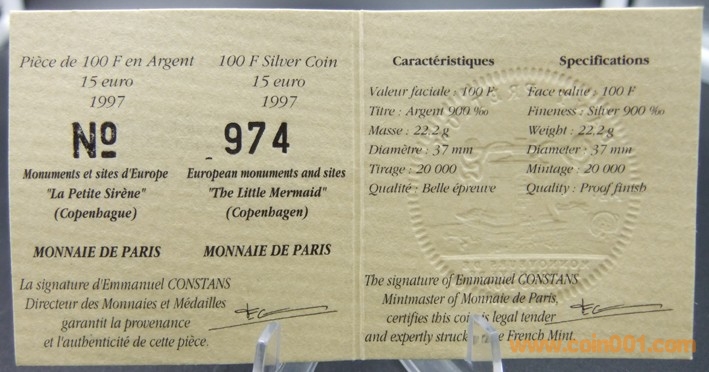 Pièce de 100 F en Argent
15 euro
1997
100 F Silver Coin
15 euro
1997
Nº 974
Monuments et sites d'Europe
"La Petite Sirène"
(Copenhague)
European monuments and sites
"The Little Mermaid"
(Copenhagen)
MONNAIE DE PARIS
MONNAIE DE PARIS
La signature d'Emmanuel CONSTANS
Directeur des Monnaies et Médailles
garantit la provenance
et l'authenticité de cette pièce.
Caractéristiques
Valeur faciale : 100 F
Titre : Argent 900 ‰
Masse : 22,2 g
Diamètre : 37 mm
Tirage : 20 000
Qualité : Belle épreuve
Specifications
Face value : 100 F
Fineness : Silver 900 ‰
Weight : 22,2 g
Diameter : 37 mm
Mintage : 20 000
Quality : Proof finish
The signature of Emmanuel CONSTANS
Mintmaster of Monnaie de Paris,
certifies this coin is legal tender
and expertly struck French Mint.
www.coin001.com